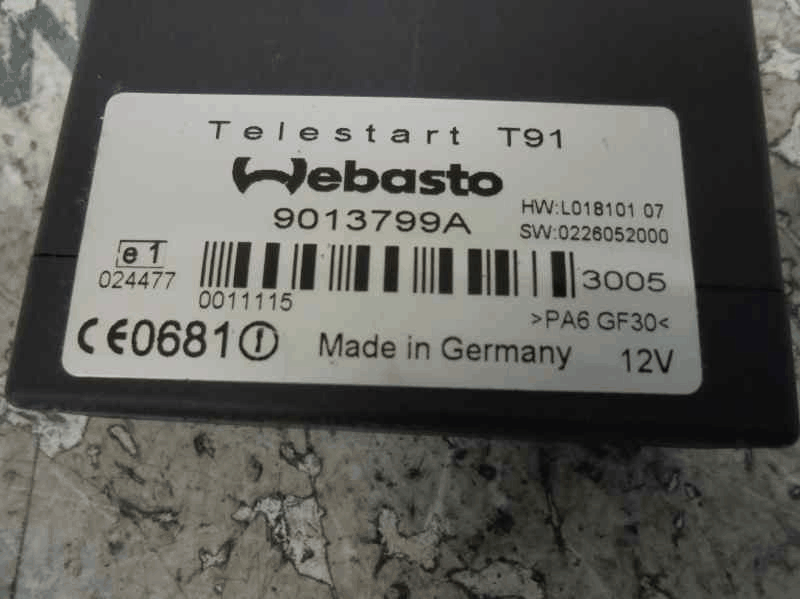 Telestart T91
Webasto
9013799A
HW:L018101 07
SW:0226052000
e1
024477
0011115
3005
>PA6 GF30<
CE0681
Made in Germany
12V